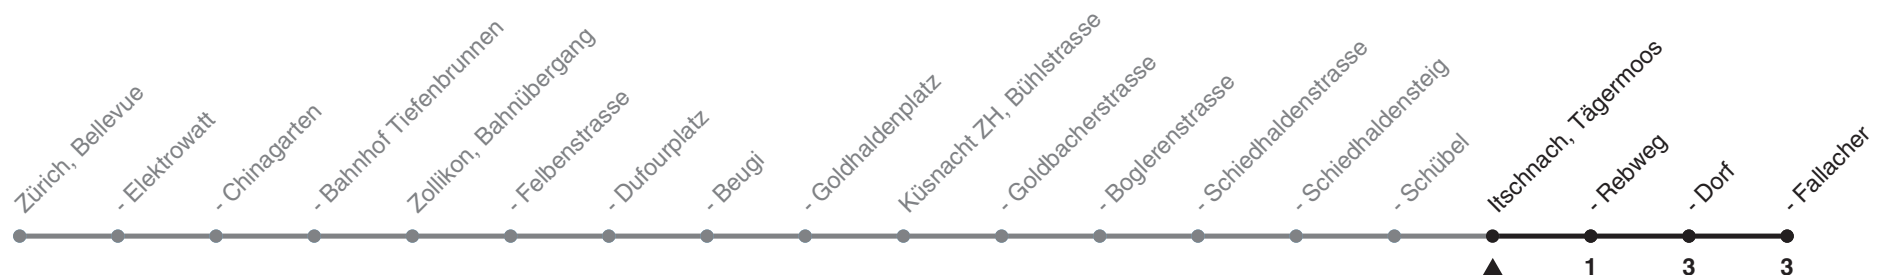 Zürich, Bellevue
- Elektrowatt
- Chinagarten
- Bahnhof Tiefenbrunnen
Zollikon, Bahnübergang
- Felbenstrasse
- Dufourplatz
- Beugi
- Goldhaldenplatz
Küsnacht ZH, Bühlstrasse
- Goldbacherstrasse
- Boglerenstrasse
- Schiedhaldenstrasse
- Schiedhaldensteig
- Schübel
Itschnach, Tägermoos
- Rebweg
- Dorf
- Fallacher
1 3 3